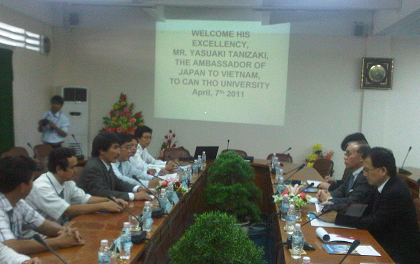 WELCOME HIS
EXCELLENCY,
MR. YASUAKI TANIZAKI,
THE AMBASSADOR OF
JAPAN TO VIETNAM,
TO CAN THO UNIVERSITY
April, 7th 2011